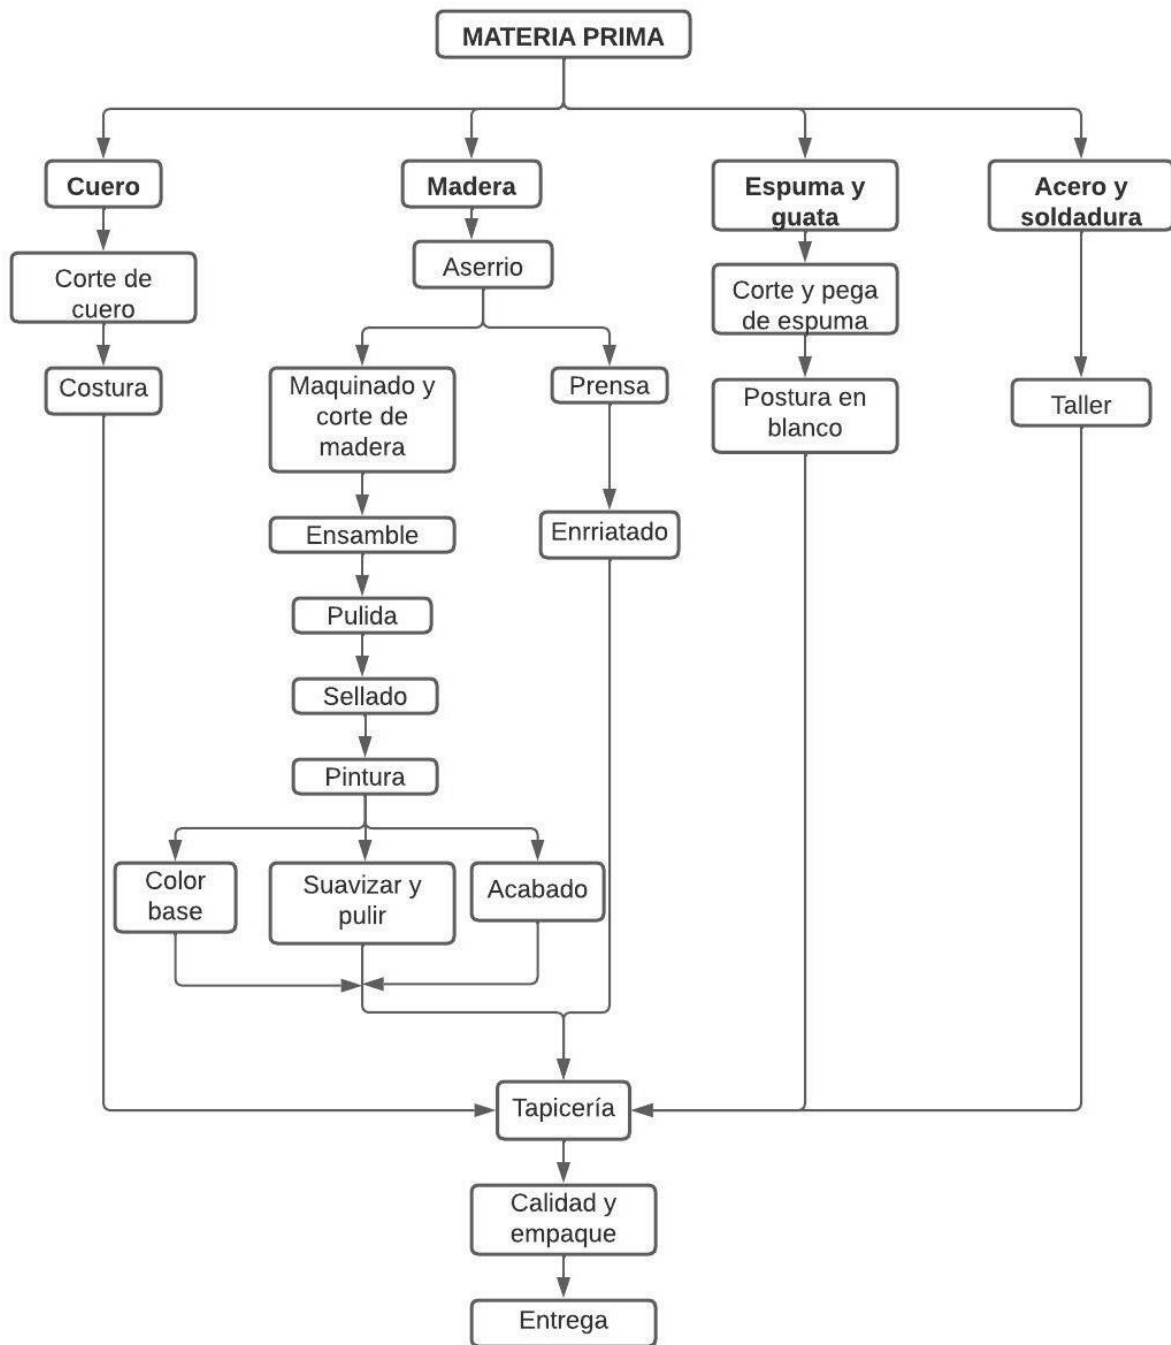 MATERIA PRIMA
Cuero
Madera
Espuma y
guata
Acero y
soldadura
Corte de
cuero
Aserrio
Corte y pega
de espuma
Costura
Maquinado y
corte de
madera
Prensa
Postura en
blanco
Taller
Ensamble
Enrriatado
Pulida
Sellado
Pintura
Color
base
Suavizar y
pulir
Acabado
Tapicería
Calidad y
empaque
Entrega